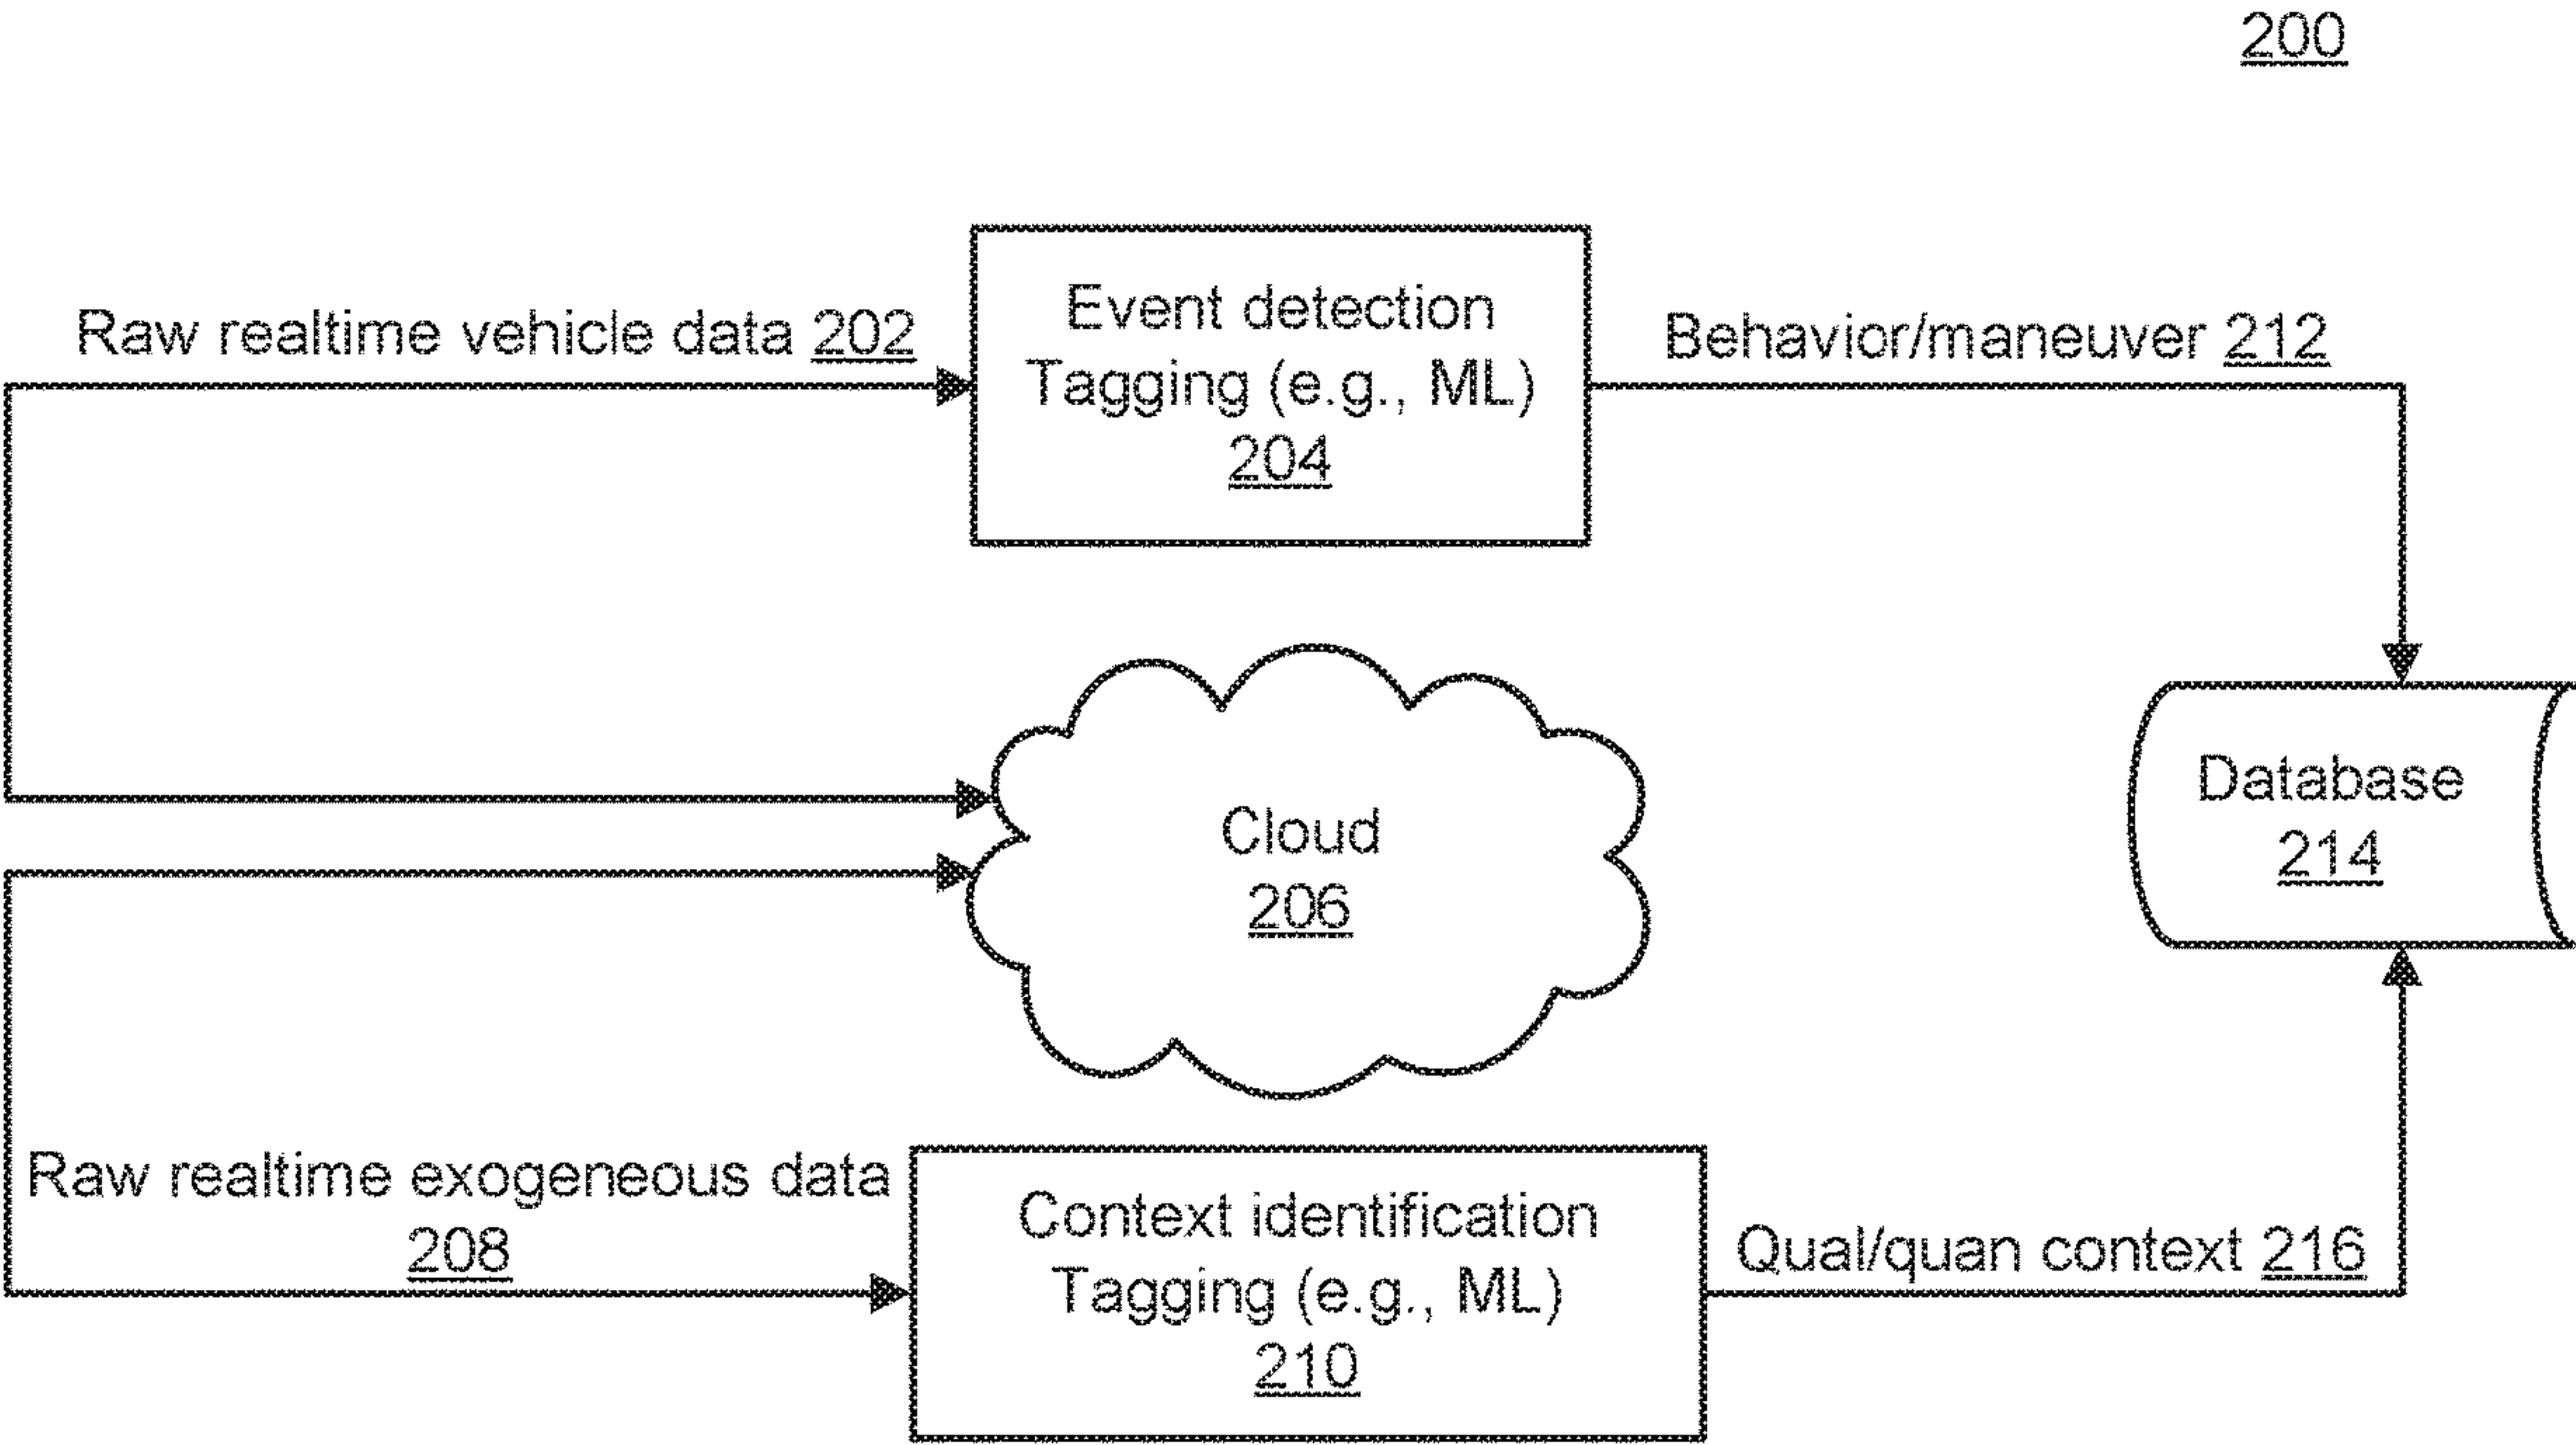 200
Raw realtime vehicle data 202
Event detection
Tagging (e.g., ML)
204
Behavior/maneuver 212
Cloud
206
Database
214
Raw realtime exogeneous data
208
Context identification
Tagging (e.g., ML)
210
Qual/quan context 216